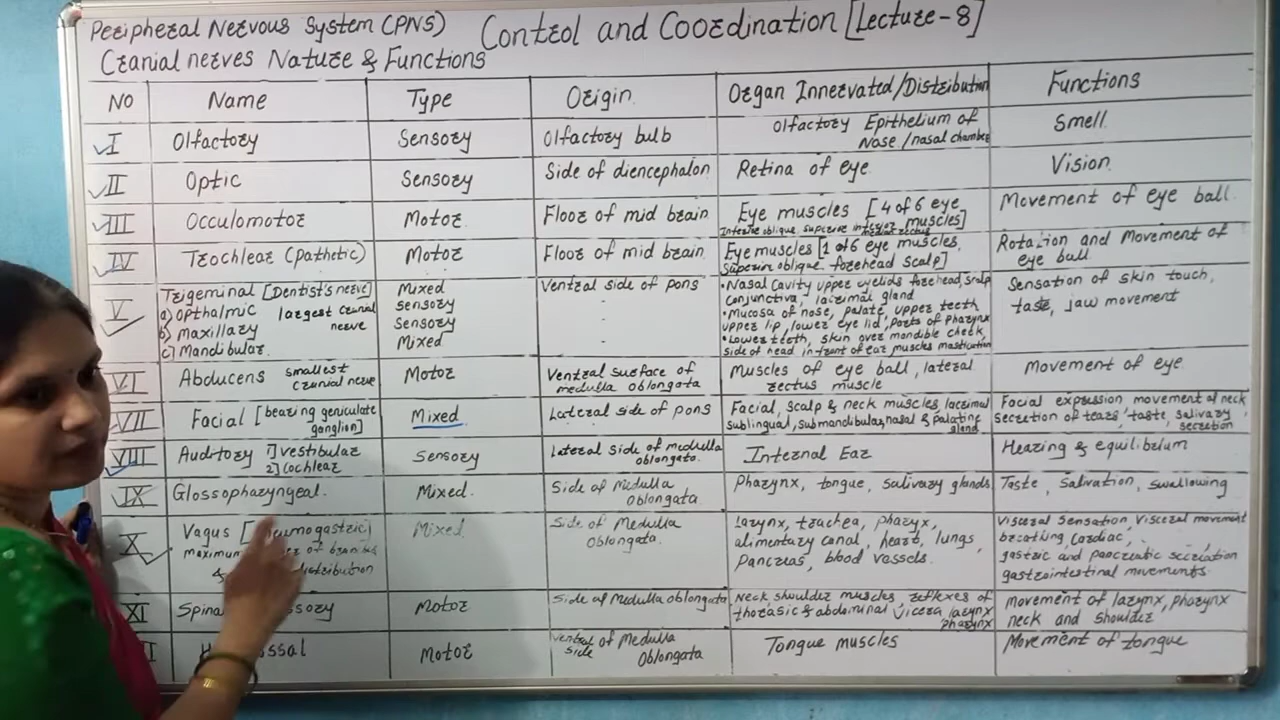 Peripheral Nervous System (PNS)
Control and Coordination [Lecture-8]
Cranial nerves Nature & Functions
No Name Type Origin Organ Innervated/Distribution Functions
I Olfactory Sensory Olfactory bulb Olfactory Epithelium of
Nose/nasal chamber
Smell
II Optic Sensory Side of diencephalon Retina of eye Vision
III Occulomotor Motor Floor of mid brain Eye muscles [4 of 6 eye
muscles]
Movement of eye ball
IV Trochlear (pathetic) Motor Floor of mid brain Eye muscles [1 of 6 eye muscles,
superior oblique forehead scalp]
Rotation and Movement of
eye ball
V Trigeminal [Dentist's nerve]
largest cranial
nerve
a) opthalmic
b) maxillary
c) Mandibular
Mixed
sensory
Sensory
Mixed
Ventral side of pons
•Nasal Cavity upper eyelids forehead, scalp
conjunctiva, lacrimal gland
•Mucosa of nose, palate, upper teeth
upper lip, lower eye lid, parts of pharynx
•Lower teeth, skin over mandible cheek,
side of head in front of ear muscles mastication
Sensation of skin touch,
taste, jaw movement
VI Abducens smallest
cranial nerve
Motor Ventral surface of
medulla oblongata
Muscles of eye ball, lateral
rectus muscle
Movement of eye
VII Facial [bearing geniculate
ganglion]
Mixed Lateral side of pons Facial, scalp & neck muscles, lacrimal
sublingual, submandibular, nasal & palatine
gland
Facial expression movement of neck
secretion of tears, taste, salivary
secretion
VIII Auditory 1) vestibular
2) cochlear
Sensory Lateral side of medulla
oblongata.
Internal Ear Hearing & equilibrium
IX Glossopharyngeal. Mixed. Side of Medulla
oblongata
Pharynx, tongue, salivary glands Taste, Salivation, swallowing
X Vagus
of branches
& distribution
Mixed Side of Medulla
oblongata.
Larynx, trachea, pharyx,
alimentary canal, heart, lungs,
Pancreas, blood vessels.
Visceral sensation, visceral movement
breathing, cardiac,
gastric and pancreatic secreation
gastrointestinal movements.
XI Motor Side of Medulla oblongata Neck shoulder muscles reflexes of
thorasic & abdominal vicera larynx
pharynx
movement of larynx, pharynx
neck and shoulder
Motor Ventral of Medulla
side Oblongata
Tongue muscles Movement of tongue